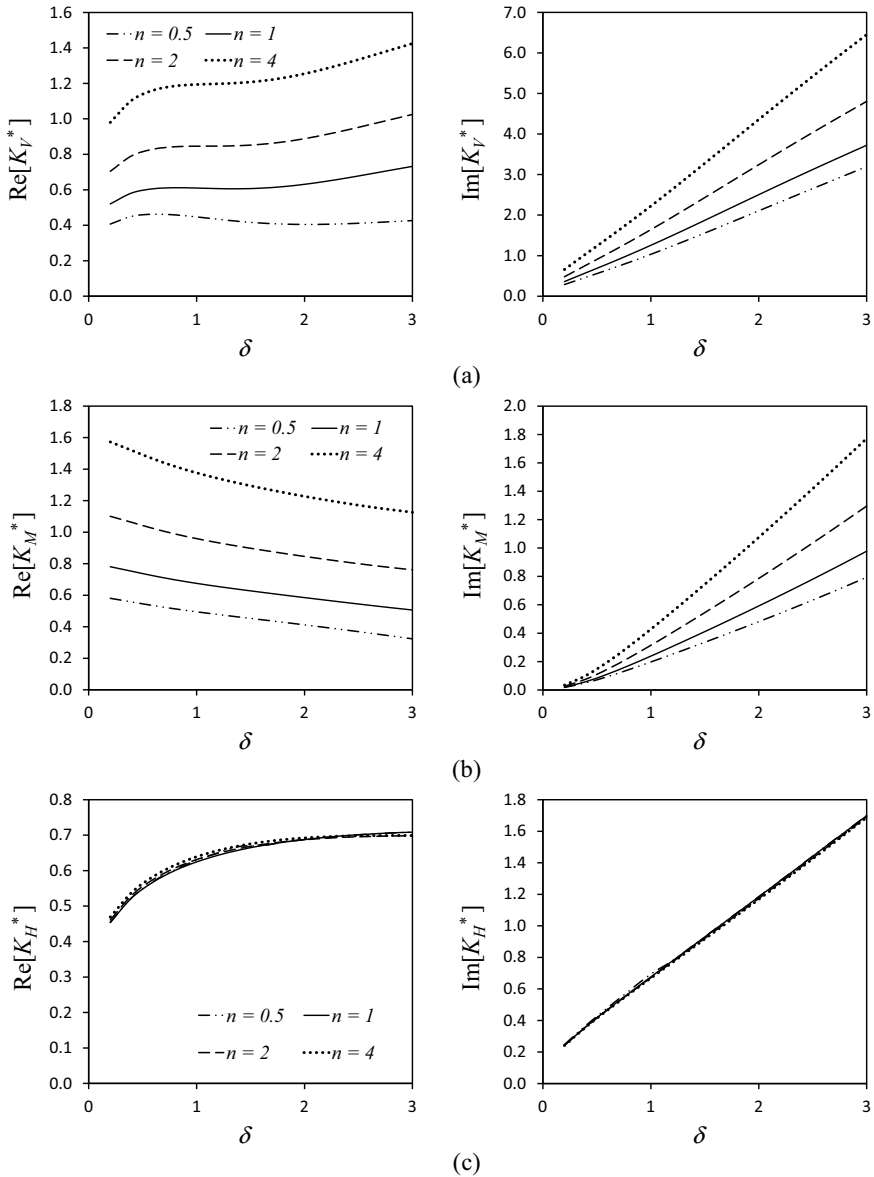 Re[K_V^*]
1.6
1.4
1.2
1.0
0.8
0.6
0.4
0.2
0.0
n = 0.5 n = 1
n = 2 n = 4
0 1 2 3
δ
Im[K_V^*]
7.0
6.0
5.0
4.0
3.0
2.0
1.0
0.0
0 1 2 3
δ
(a)
Re[K_M^*]
1.8
1.6
1.4
1.2
1.0
0.8
0.6
0.4
0.2
0.0
n = 0.5 n = 1
n = 2 n = 4
0 1 2 3
δ
Im[K_M^*]
2.0
1.8
1.6
1.4
1.2
1.0
0.8
0.6
0.4
0.2
0.0
0 1 2 3
δ
(b)
Re[K_H^*]
0.8
0.7
0.6
0.5
0.4
0.3
0.2
0.1
0.0
n = 0.5 n = 1
n = 2 n = 4
0 1 2 3
δ
Im[K_H^*]
1.8
1.6
1.4
1.2
1.0
0.8
0.6
0.4
0.2
0.0
0 1 2 3
δ
(c)